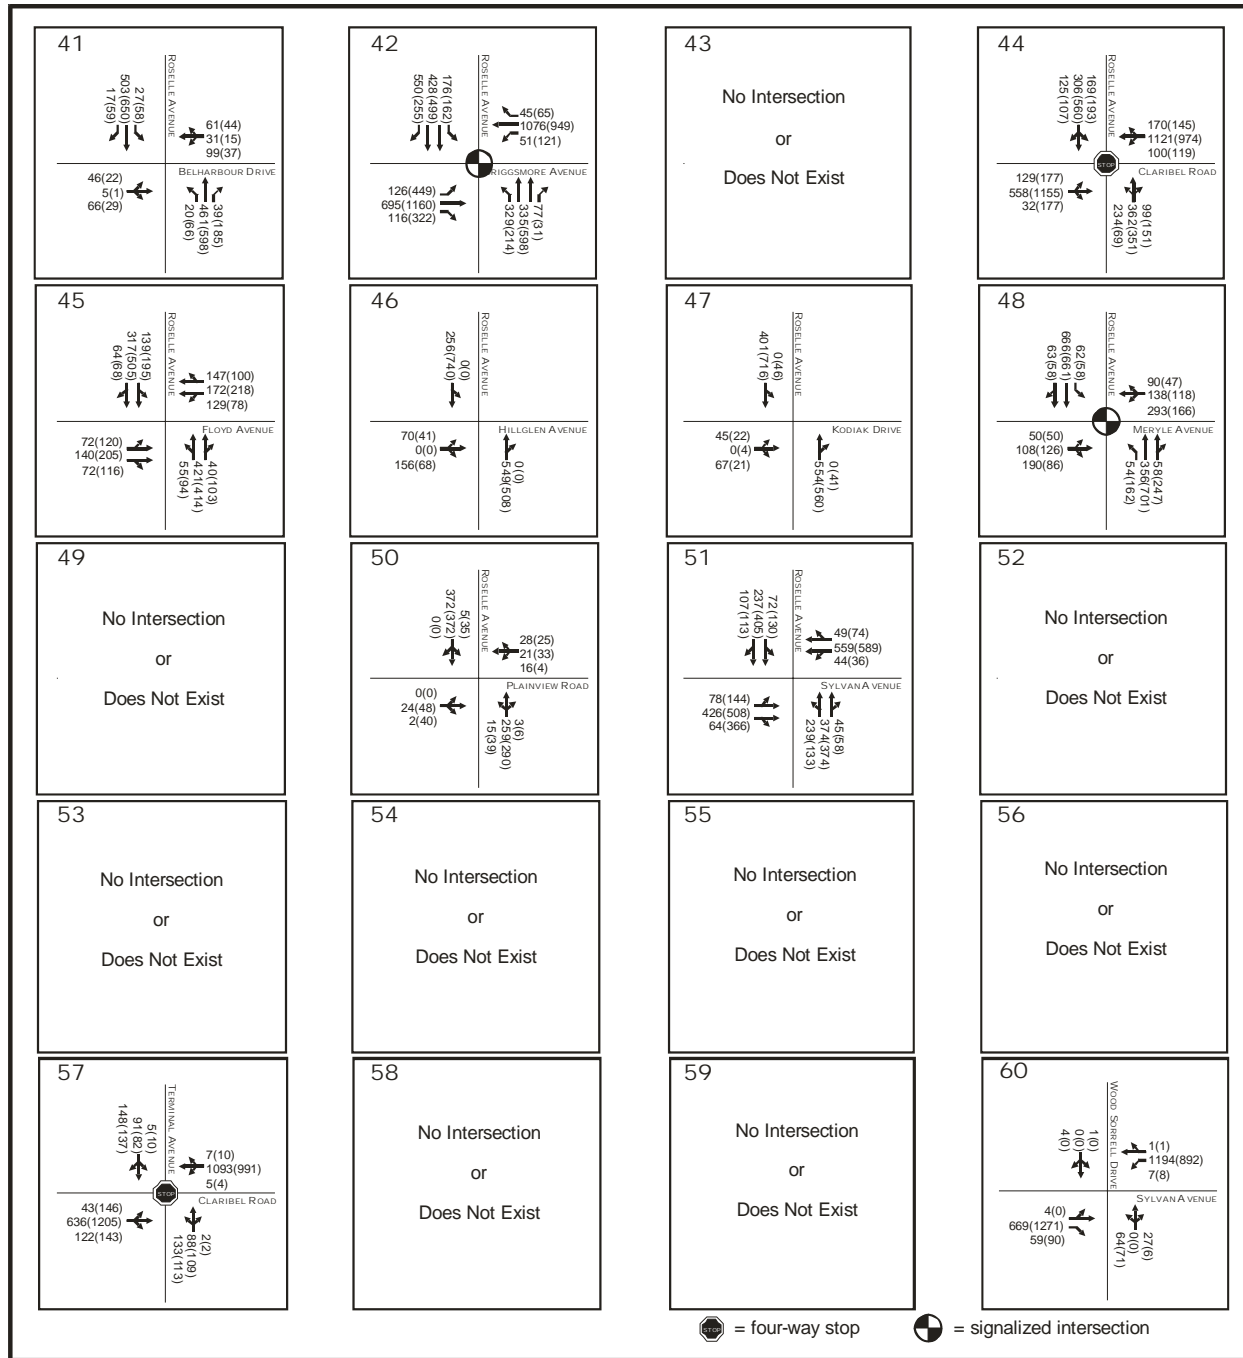 41
ROSELLE AVENUE
27(58)
503(650)
17(59)
61(44)
31(15)
99(37)
BELHARBOUR DRIVE
46(22)
5(1)
66(29)
39(185)
461(598)
20(66)
42
ROSELLE AVENUE
176(162)
428(499)
550(255)
45(65)
1076(949)
51(121)
RIGGSMORE AVENUE
126(449)
695(1160)
116(322)
77(31)
335(598)
329(214)
43
No Intersection
or
Does Not Exist
44
ROSELLE AVENUE
169(193)
306(560)
125(107)
170(145)
1121(974)
100(119)
STOP
CLARIBEL ROAD
129(177)
558(1155)
32(177)
99(151)
362(351)
234(69)
45
ROSELLE AVENUE
139(195)
317(505)
64(68)
147(100)
172(218)
129(78)
FLOYD AVENUE
72(120)
140(205)
72(116)
40(103)
421(414)
55(94)
46
ROSELLE AVENUE
0(0)
256(740)
HILLGLEN AVENUE
70(41)
0(0)
156(68)
0(0)
549(508)
47
ROSELLE AVENUE
0(46)
401(716)
KODIAK DRIVE
45(22)
0(4)
67(21)
0(41)
554(560)
48
ROSELLE AVENUE
62(58)
666(661)
63(58)
90(47)
138(118)
293(166)
MERYLE AVENUE
50(50)
108(126)
190(86)
58(247)
356(701)
54(162)
49
No Intersection
or
Does Not Exist
50
ROSELLE AVENUE
5(35)
372(372)
0(0)
28(25)
21(33)
16(4)
PLAINVIEW ROAD
0(0)
24(48)
2(40)
3(6)
259(290)
15(39)
51
ROSELLE AVENUE
72(130)
237(405)
107(113)
49(74)
559(589)
44(36)
SYLVAN AVENUE
78(144)
426(508)
64(366)
45(58)
374(374)
239(133)
52
No Intersection
or
Does Not Exist
53
No Intersection
or
Does Not Exist
54
No Intersection
or
Does Not Exist
55
No Intersection
or
Does Not Exist
56
No Intersection
or
Does Not Exist
57
TERMINAL AVENUE
5(10)
91(82)
148(137)
7(10)
1093(991)
5(4)
STOP
CLARIBEL ROAD
43(146)
636(1205)
122(143)
2(2)
88(109)
133(113)
58
No Intersection
or
Does Not Exist
59
No Intersection
or
Does Not Exist
60
WOOD SORRELL DRIVE
1(0)
0(0)
4(0)
1(1)
1194(892)
7(8)
SYLVAN AVENUE
4(0)
669(1271)
59(90)
27(6)
0(0)
64(71)
STOP = four-way stop
= signalized intersection